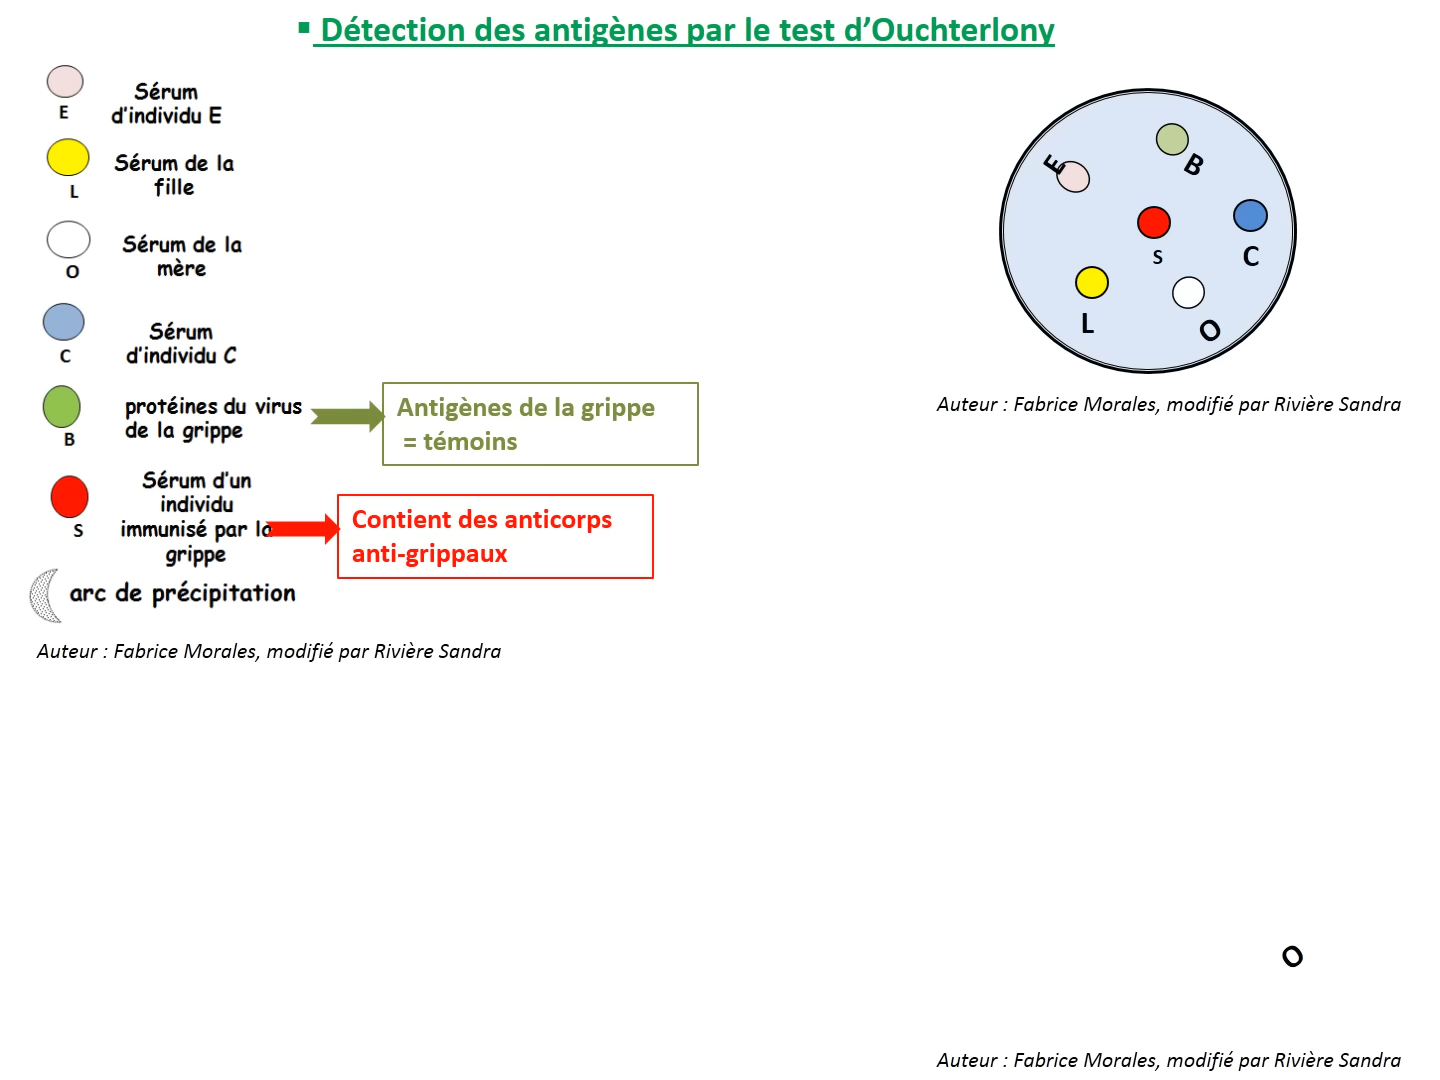 ▪ Détection des antigènes par le test d’Ouchterlony
E
Sérum
d'individu E
L
Sérum de la
fille
O
Sérum de la
mère
C
Sérum
d'individu C
B
protéines du virus
de la grippe
Antigènes de la grippe
= témoins
S
Sérum d'un
individu
immunisé par la
grippe
Contient des anticorps
anti-grippaux
arc de précipitation
Auteur : Fabrice Morales, modifié par Rivière Sandra
E
B
S
C
L
O
Auteur : Fabrice Morales, modifié par Rivière Sandra
O
Auteur : Fabrice Morales, modifié par Rivière Sandra